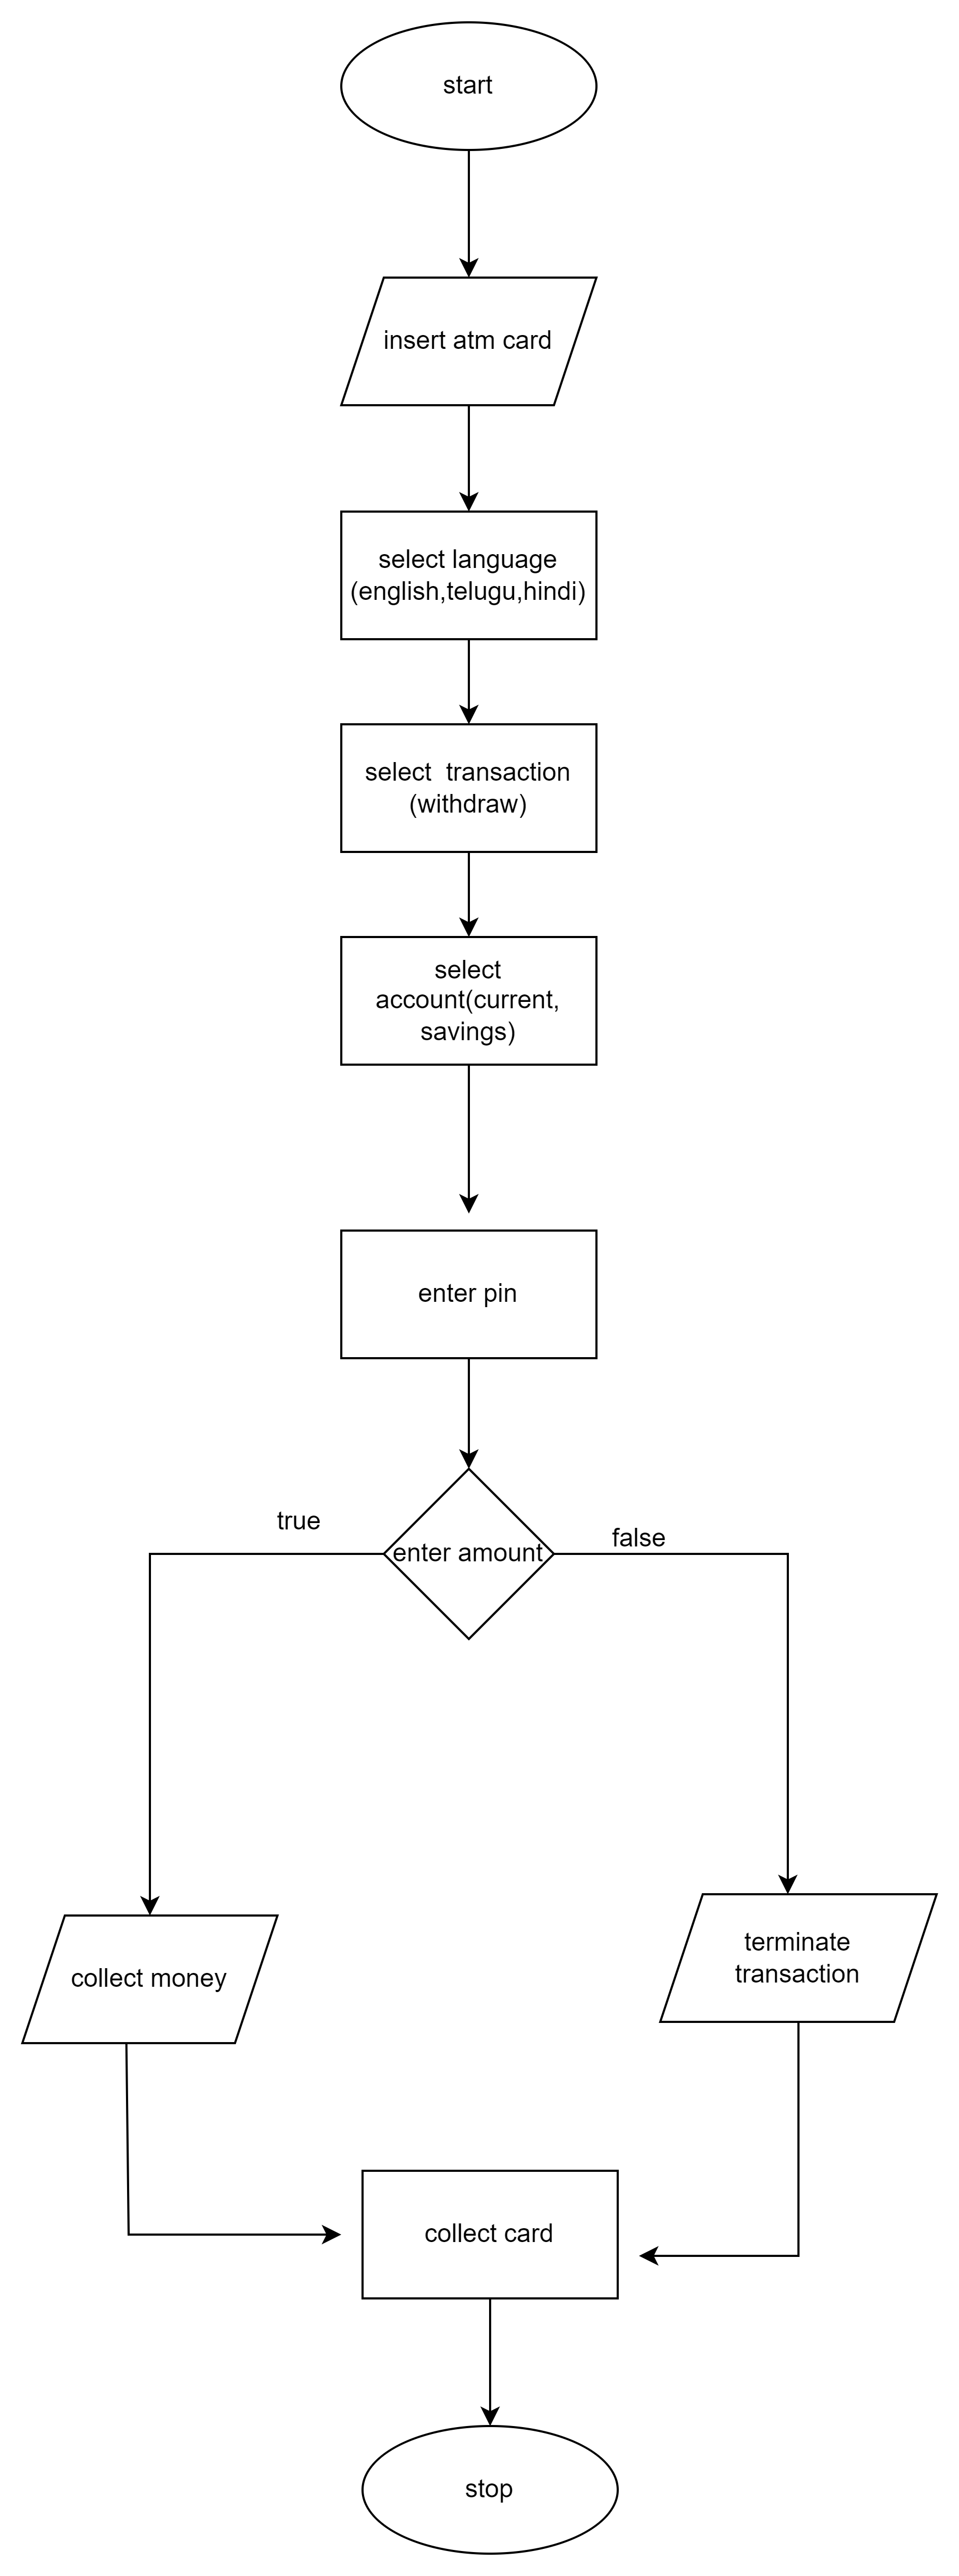 start
insert atm card
select language
(english,telugu,hindi)
select  transaction
(withdraw)
select
account(current,
savings)
enter pin
true
enter amount
false
collect money
terminate
transaction
collect card
stop